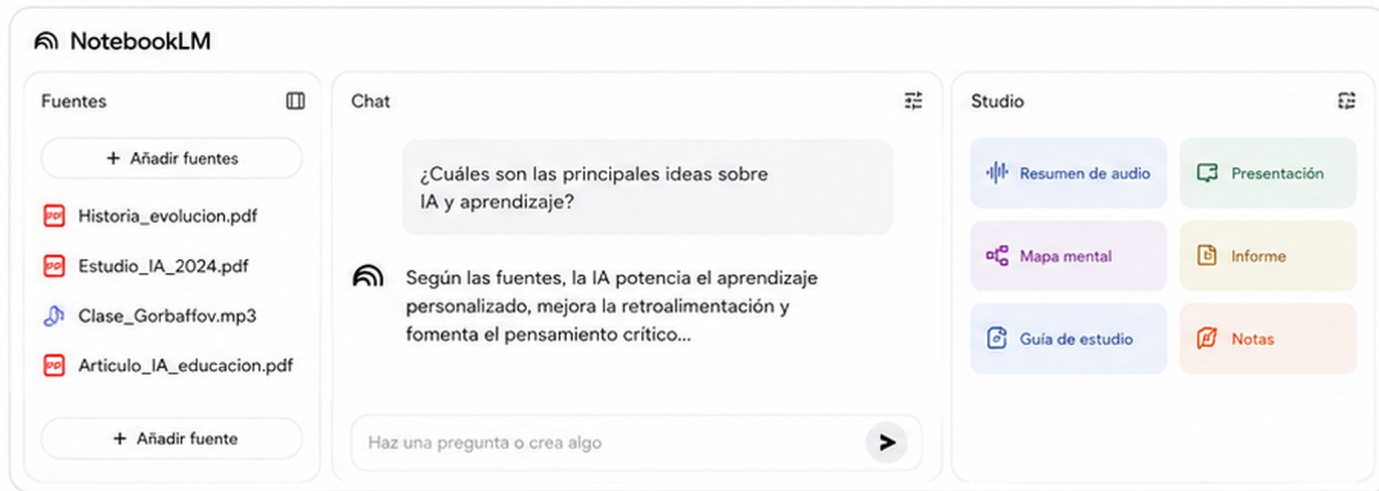 NotebookLM
Fuentes
+ Añadir fuentes
Historia_evolucion.pdf
Estudio_IA_2024.pdf
Clase_Gorbaffov.mp3
Articulo_IA_educacion.pdf
+ Añadir fuente
Chat
¿Cuáles son las principales ideas sobre
IA y aprendizaje?
Según las fuentes, la IA potencia el aprendizaje
personalizado, mejora la retroalimentación y
fomenta el pensamiento crítico...
Haz una pregunta o crea algo
Studio
Resumen de audio
Presentación
Mapa mental
Informe
Guía de estudio
Notas